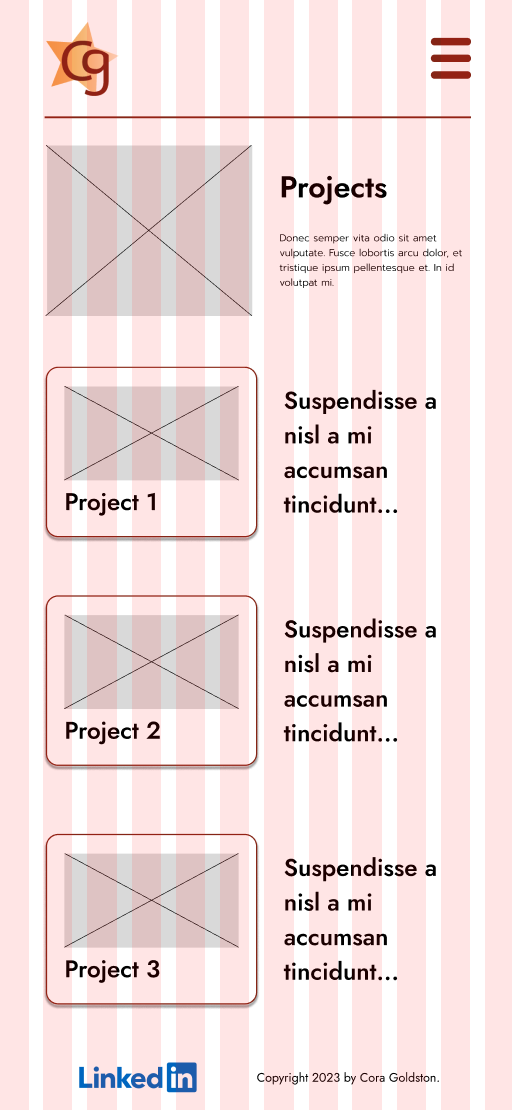 Cg
Projects
Donec semper vita odio sit amet
vulputate. Fusce lobortis arcu dolor, et
tristique ipsum pellentesque et. In id
volutpat mi.
Suspendisse a
nisl a mi
accumsan
tincidunt...
Project 1
Suspendisse a
nisl a mi
accumsan
tincidunt...
Project 2
Suspendisse a
nisl a mi
accumsan
tincidunt...
Project 3
Linkedin
Copyright 2023 by Cora Goldston.